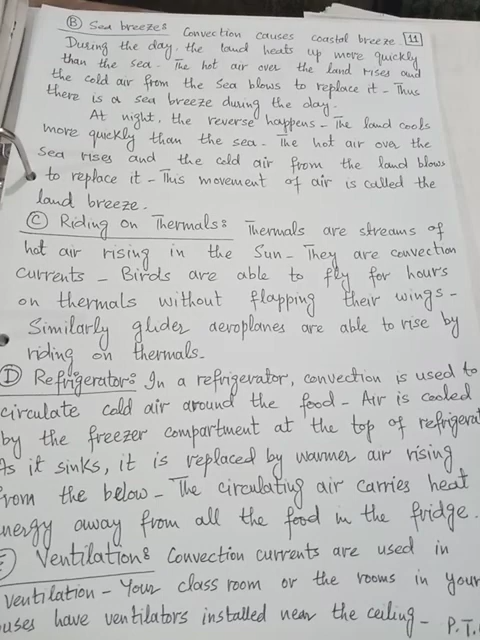 Ⓑ Sea breeze: Convection causes coastal breeze. 11
During the day, the land heats up more quickly
than the sea. The hot air over the land rises and
the cold air from the Sea blows to replace it - Thus
there is a sea breeze during the day.
At night, the reverse happens - The land cools
more quickly than the sea. The hot air over the
sea rises and the cold air from the land blows
to replace it - This movement of air is called the
land breeze.
Ⓒ Riding on Thermals: Thermals are streams of
hot air rising in the Sun - They are convection
currents - Birds are able to fly for hours
on thermals without flapping their wings -
Similarly glider aeroplanes are able to rise by
riding on thermals -
Ⓓ Refrigerator: In a refrigerator, convection is used to
circulate cold air around the food - Air is cooled
by the freezer compartment at the top of refrigerat
As it sinks, it is replaced by warmer air rising
from the below - The circulating air carries heat
nergy away from all the food in the fridge.
Ⓔ Ventilation: Convection currents are used in
ventilation - Your class room or the rooms in your
uses have ventilators installed near the ceiling - P.T.